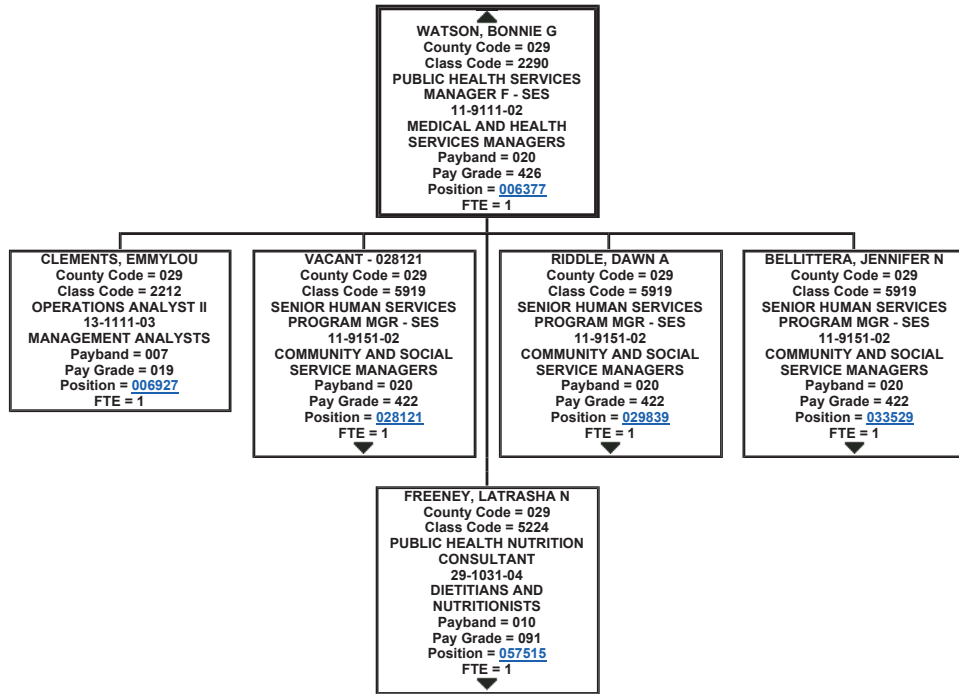 WATSON, BONNIE G
County Code = 029
Class Code = 2290
PUBLIC HEALTH SERVICES
MANAGER F - SES
11-9111-02
MEDICAL AND HEALTH
SERVICES MANAGERS
Payband = 020
Pay Grade = 426
Position = 006377
FTE = 1
CLEMENTS, EMMYLOU
County Code = 029
Class Code = 2212
OPERATIONS ANALYST II
13-1111-03
MANAGEMENT ANALYSTS
Payband = 007
Pay Grade = 019
Position = 006927
FTE = 1
VACANT - 028121
County Code = 029
Class Code = 5919
SENIOR HUMAN SERVICES
PROGRAM MGR - SES
11-9151-02
COMMUNITY AND SOCIAL
SERVICE MANAGERS
Payband = 020
Pay Grade = 422
Position = 028121
FTE = 1
RIDDLE, DAWN A
County Code = 029
Class Code = 5919
SENIOR HUMAN SERVICES
PROGRAM MGR - SES
11-9151-02
COMMUNITY AND SOCIAL
SERVICE MANAGERS
Payband = 020
Pay Grade = 422
Position = 029839
FTE = 1
BELLITTERA, JENNIFER N
County Code = 029
Class Code = 5919
SENIOR HUMAN SERVICES
PROGRAM MGR - SES
11-9151-02
COMMUNITY AND SOCIAL
SERVICE MANAGERS
Payband = 020
Pay Grade = 422
Position = 033529
FTE = 1
FREENEY, LATRASHA N
County Code = 029
Class Code = 5224
PUBLIC HEALTH NUTRITION
CONSULTANT
29-1031-04
DIETITIANS AND
NUTRITIONISTS
Payband = 010
Pay Grade = 091
Position = 057515
FTE = 1